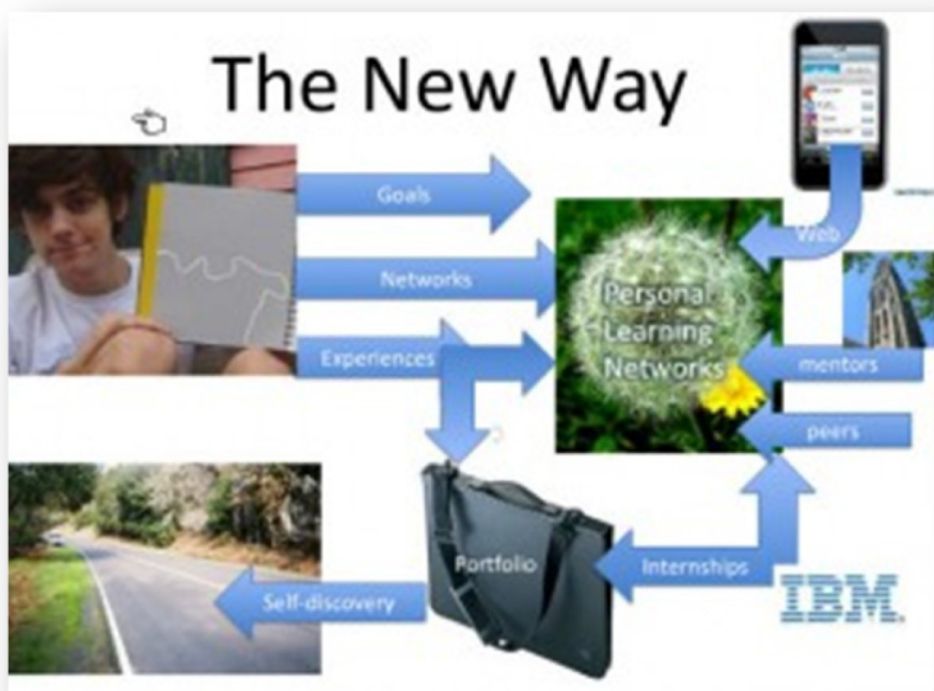 The New Way
Goals
Networks
Experiences
Web
Personal
Learning
Networks
mentors
peers
Portfolio
Internships
Self-discovery
IBM